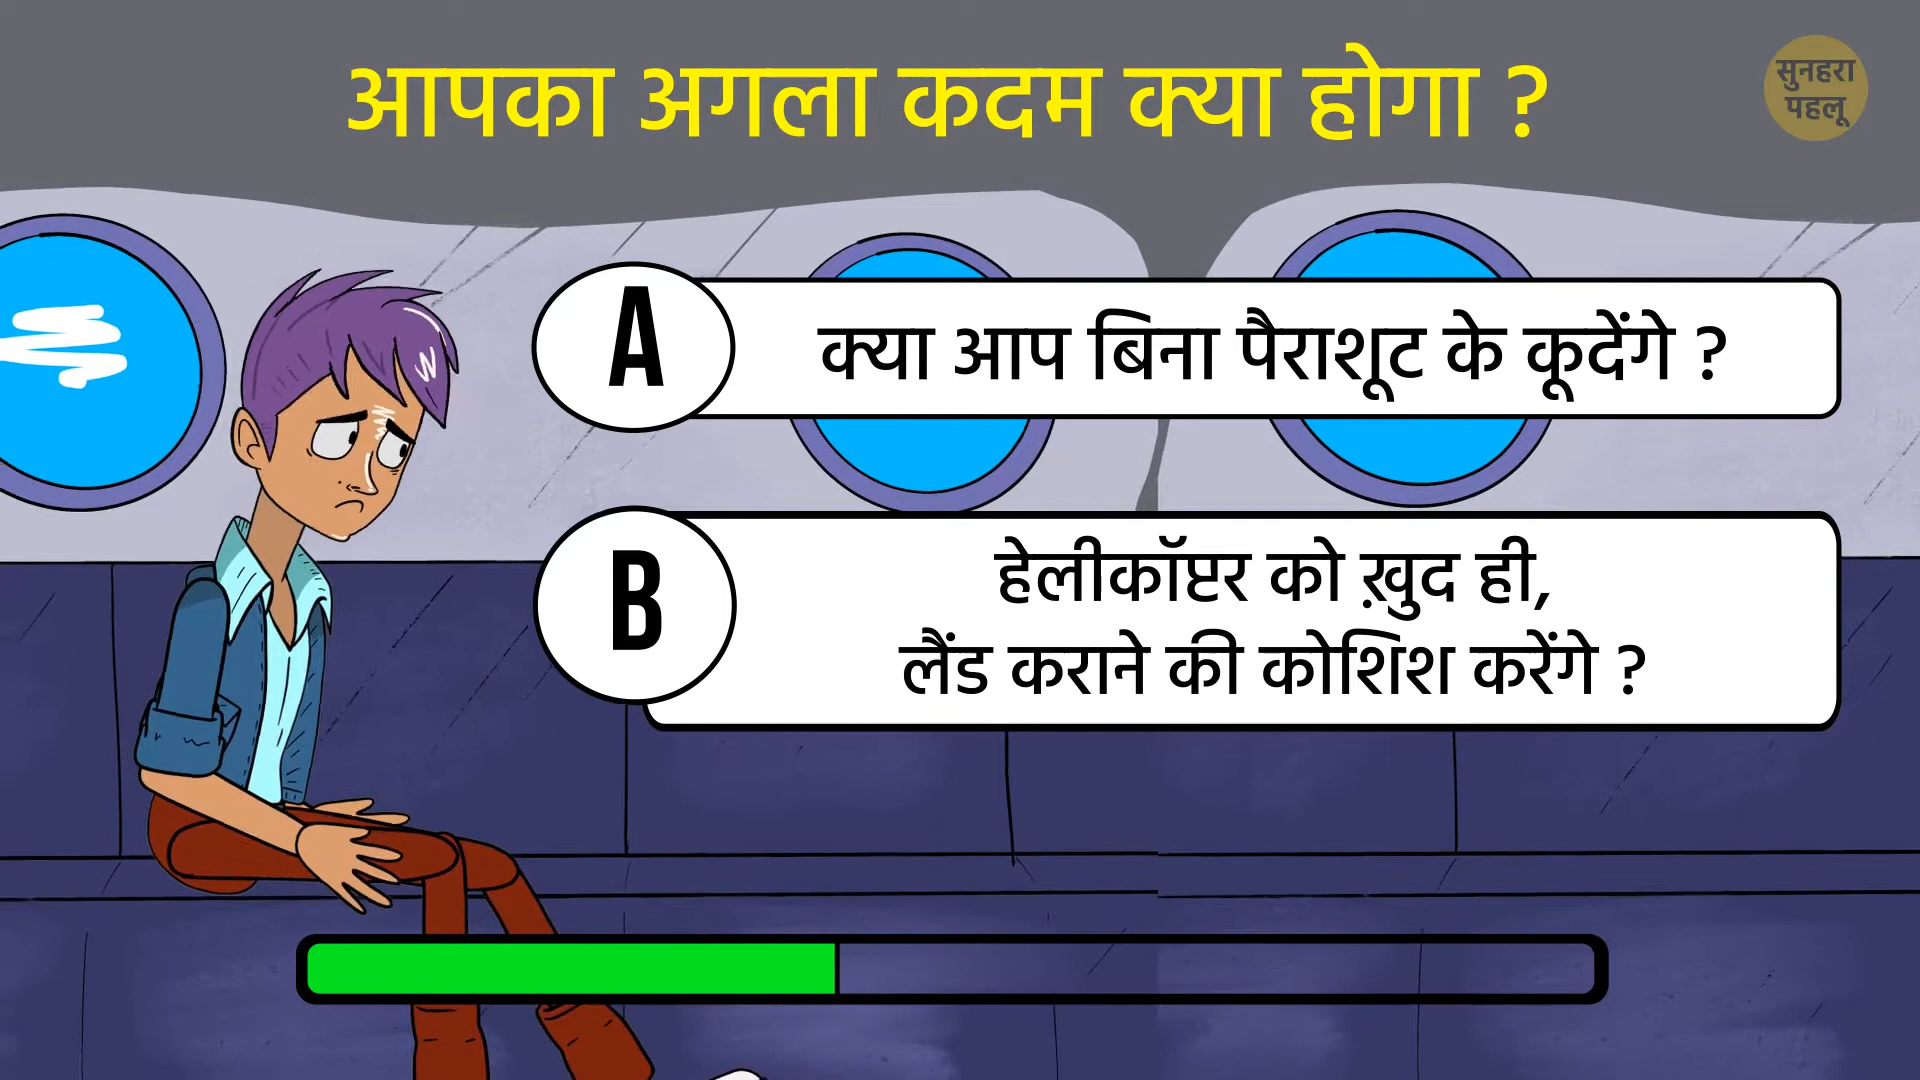 आपका अगला कदम क्या होगा ?
सुनहरा
पहलू
A
क्या आप बिना पैराशूट के कूदेंगे ?
B
हेलीकॉप्टर को ख़ुद ही,
लैंड कराने की कोशिश करेंगे ?